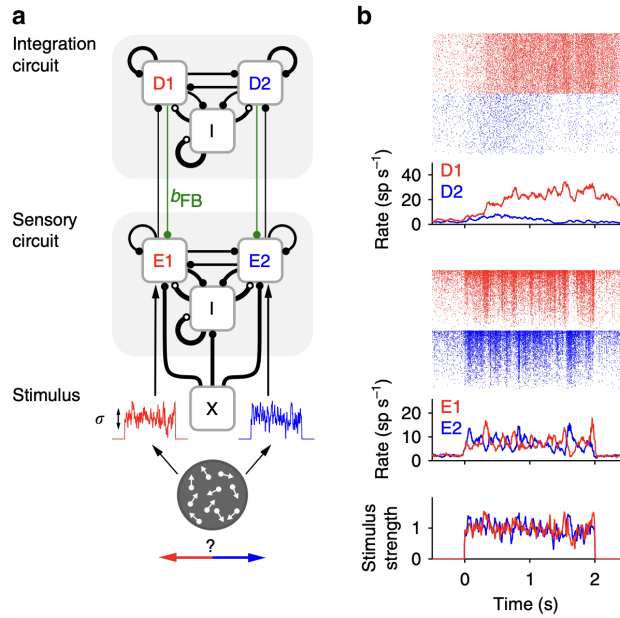 a
Integration
circuit
D1
D2
I
bFB
Sensory
circuit
E1
E2
I
Stimulus
σ
X
?
b
40
20
0
Rate (sp s⁻¹)
D1
D2
20
10
0
Rate (sp s⁻¹)
E1
E2
1
0
Stimulus
strength
0
1
2
Time (s)